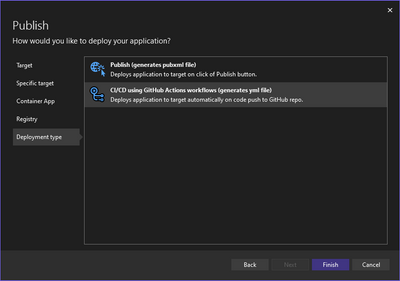 Publish
How would you like to deploy your application?
Target
Specific target
Container App
Registry
Deployment type
Publish (generates pubxml file)
Deploys application to target on click of Publish button.
CI/CD using GitHub Actions workflows (generates yml file)
Deploys application to target automatically on code push to GitHub repo.
Back
Next
Finish
Cancel